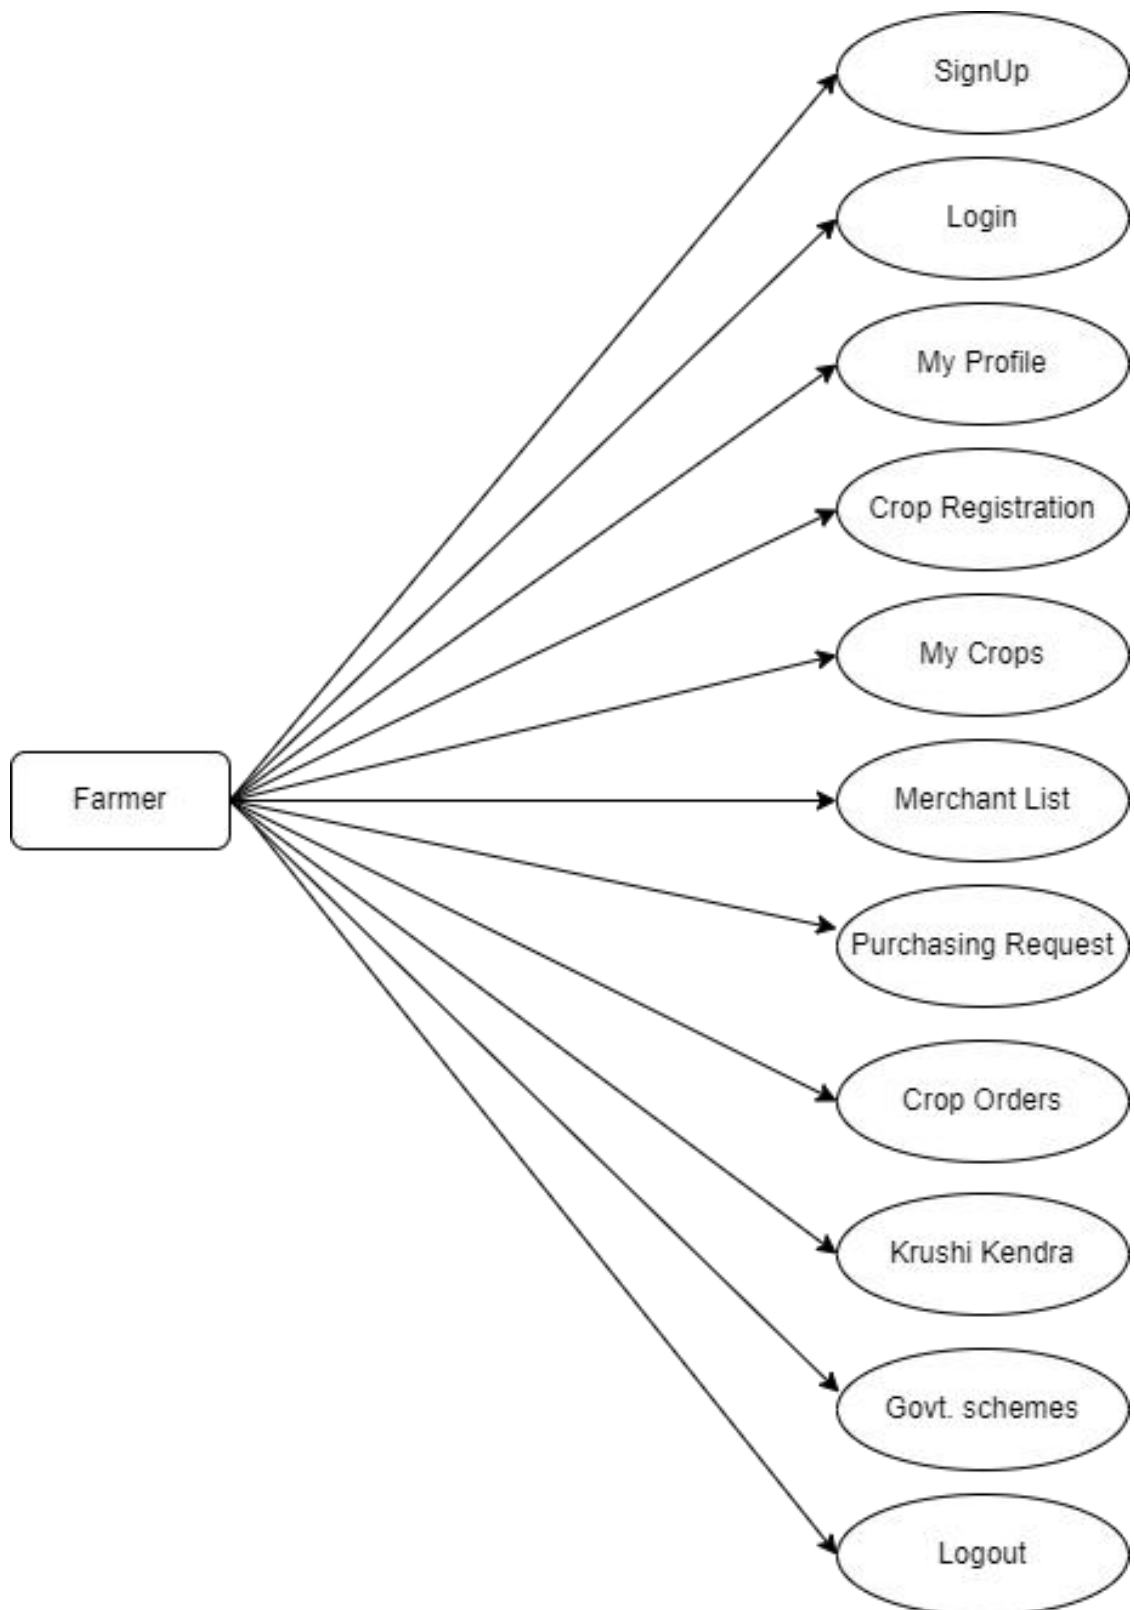 SignUp
Login
My Profile
Crop Registration
My Crops
Farmer
Merchant List
Purchasing Request
Crop Orders
Krushi Kendra
Govt. schemes
Logout